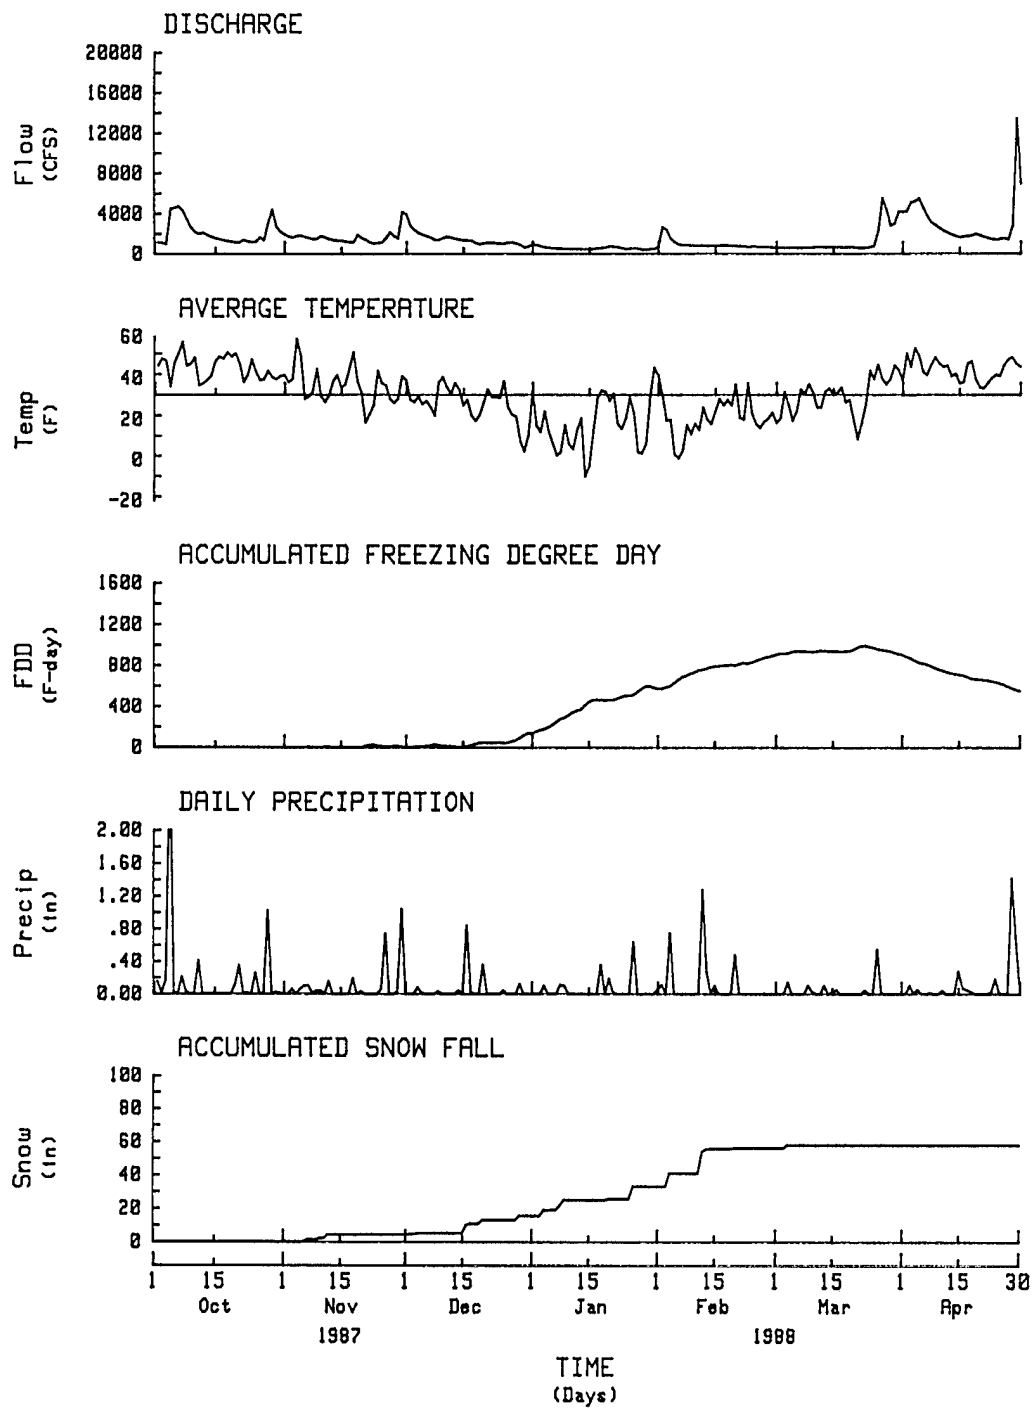 DISCHARGE
20000
16000
12000
8000
4000
0
Flow
(CFS)
AVERAGE TEMPERATURE
60
40
20
0
-20
Temp
(F)
ACCUMULATED FREEZING DEGREE DAY
1600
1200
800
400
0
FDD
(F-day)
DAILY PRECIPITATION
2.00
1.60
1.20
.80
.40
0.00
Precip
(in)
ACCUMULATED SNOW FALL
100
80
60
40
20
0
Snow
(in)
1 15 1 15 1 15 1 15 1 15 1 15 1 15 30
Oct Nov Dec Jan Feb Mar Apr
1987 1988
TIME
(Days)